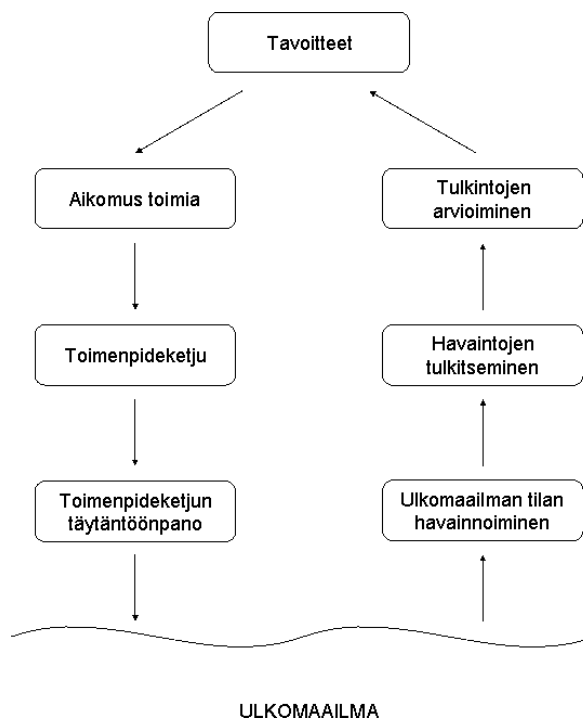 Tavoitteet
Aikomus toimia
Tulkintojen
arvioiminen
Toimenpideketju
Havaintojen
tulkitseminen
Toimenpideketjun
täytäntöönpano
Ulkomaailman tilan
havainnoiminen
ULKOMAAILMA